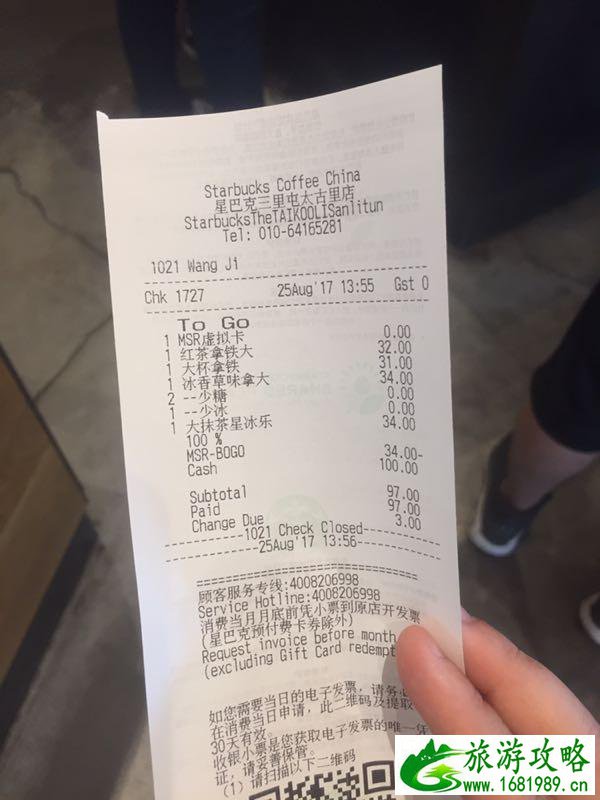 Starbucks Coffee China
星巴克三里屯太古里店
StarbucksTheTAIKOOLISanlitun
Tel: 010-64165281
1021 Wang Ji
Chk 1727 25Aug'17 13:55 Gst 0
To Go
1 MSR虚拟卡 0.00
1 红茶拿铁大 32.00
1 大杯拿铁 31.00
1 冰香草味拿大 34.00
2 --少糖 0.00
1 --少冰 0.00
1 大抹茶星冰乐 34.00
100 %
MSR-BOGO 34.00-
Cash 100.00
Subtotal 97.00
Paid 97.00
Change Due 3.00
1021 Check Closed
25Aug'17 13:56
顾客服务专线:4008206998
Service Hotline:4008206998
消费当月月底前凭小票到原店开发票
(星巴克预付费卡券除外)
Request invoice before month
(excluding Gift Card redempt
如您需要当日的电子发票，请务必
在消费当日申请，此二维码及提取
30天有效。
收银小票是您获取电子发票的唯一凭
证，请妥善保管。
(1) 请扫描以下二维码
旅游攻略
www.1681989.cn